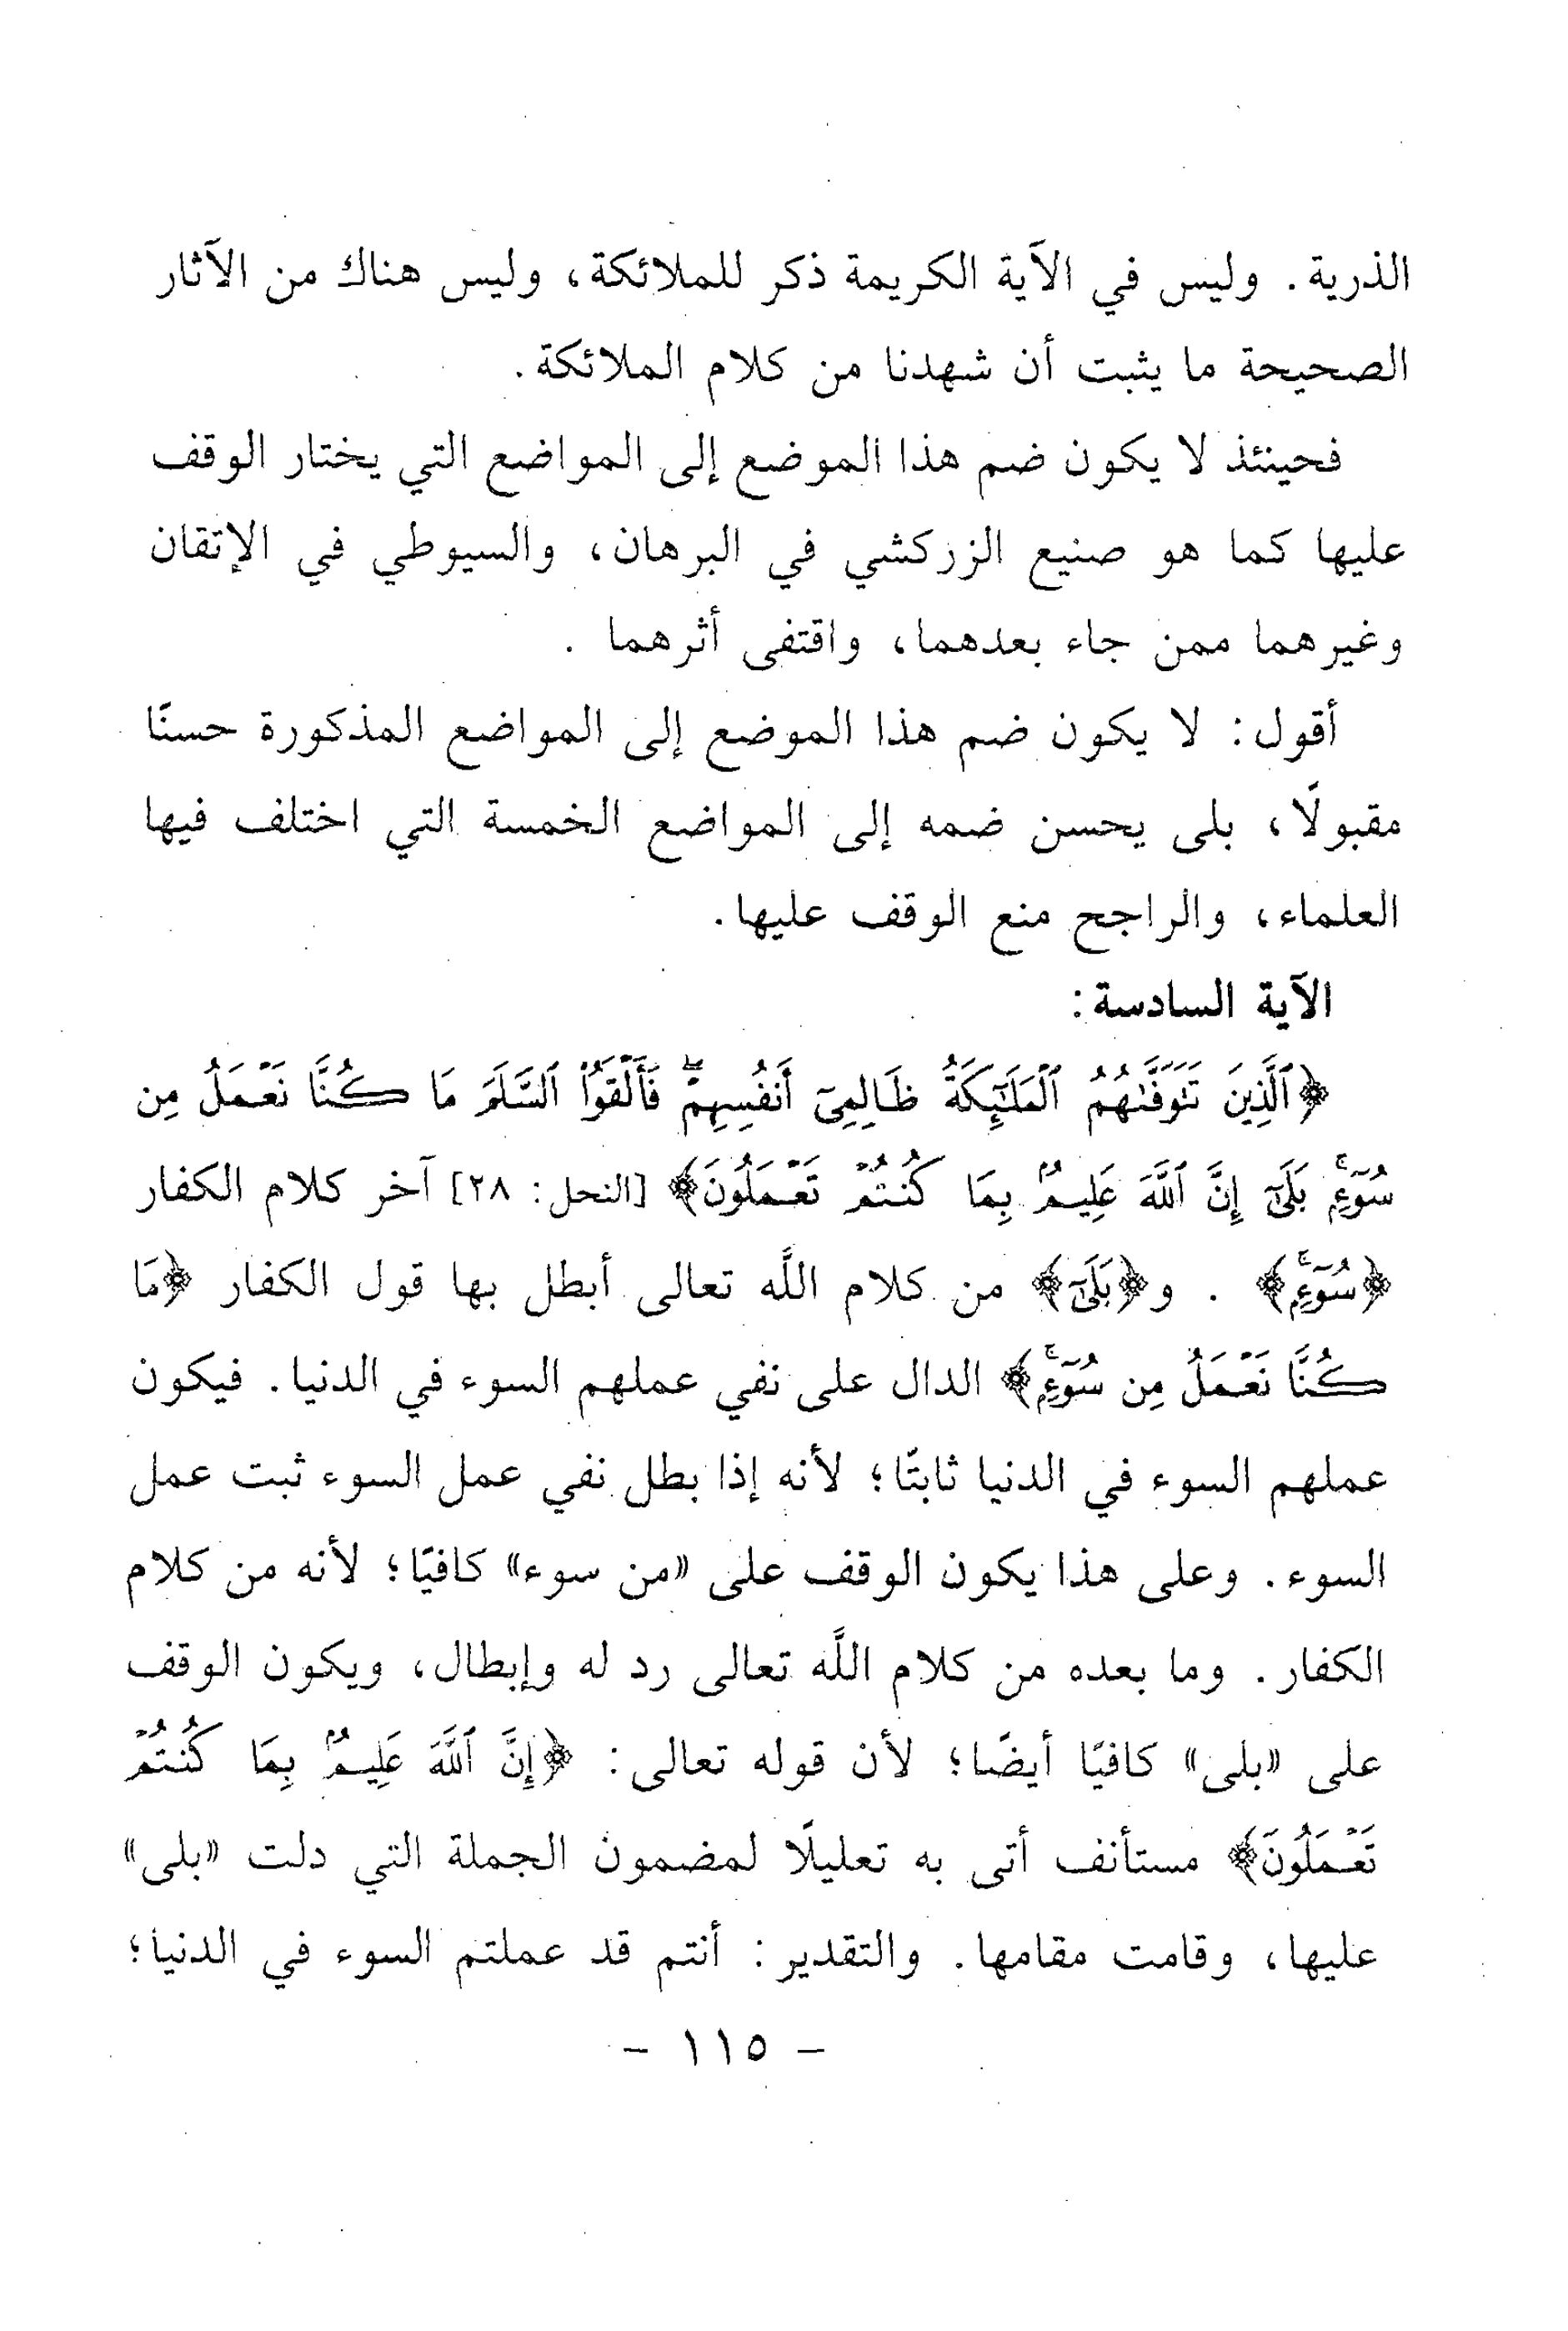 الذرية. وليس في الآية الكريمة ذكر للملائكة، وليس هناك من الآثار
الصحيحة ما يثبت أن شهدنا من كلام الملائكة.
فحينئذ لا يكون ضم هذا الموضع إلى المواضع التي يختار الوقف
عليها كما هو صنيع الزركشي في البرهان، والسيوطي في الإتقان
وغيرهما ممن جاء بعدهما، واقتفى أثرهما .
أقول: لا يكون ضم هذا الموضع إلى المواضع المذكورة حسنًا
مقبولًا، بلى يحسن ضمه إلى المواضع الخمسة التي اختلف فيها
العلماء، والراجح منع الوقف عليها.
الآية السادسة:
﴿ٱلَّذِينَ تَتَوَفَّىٰهُمُ ٱلْمَلَـٰٓئِكَةُ ظَالِمِىٓ أَنفُسِهِمْ ۖ فَأَلْقَوُا۟ ٱلسَّلَمَ مَا كُنَّا نَعْمَلُ مِن
سُوٓءٍۭ ۚ بَلَىٰٓ إِنَّ ٱللَّهَ عَلِيمٌۢ بِمَا كُنتُمْ تَعْمَلُونَ﴾ [النحل: ٢٨] آخر كلام الكفار
﴿سُوٓءٍۭ ۚ﴾ . و﴿بَلَىٰٓ﴾ من كلام اللَّه تعالى أبطل بها قول الكفار ﴿مَا
كُنَّا نَعْمَلُ مِن سُوٓءٍۭ ۚ﴾ الدال على نفي عملهم السوء في الدنيا. فيكون
عملهم السوء في الدنيا ثابتًا؛ لأنه إذا بطل نفي عمل السوء ثبت عمل
السوء. وعلى هذا يكون الوقف على «من سوء» كافيًا؛ لأنه من كلام
الكفار. وما بعده من كلام اللَّه تعالى رد له وإبطال، ويكون الوقف
على «بلى» كافيًا أيضًا؛ لأن قوله تعالى: ﴿إِنَّ ٱللَّهَ عَلِيمٌۢ بِمَا كُنتُمْ
تَعْمَلُونَ﴾ مستأنف أتى به تعليلًا لمضمون الجملة التي دلت «بلى»
عليها، وقامت مقامها. والتقدير: أنتم قد عملتم السوء في الدنيا؛
- ١١٥ -